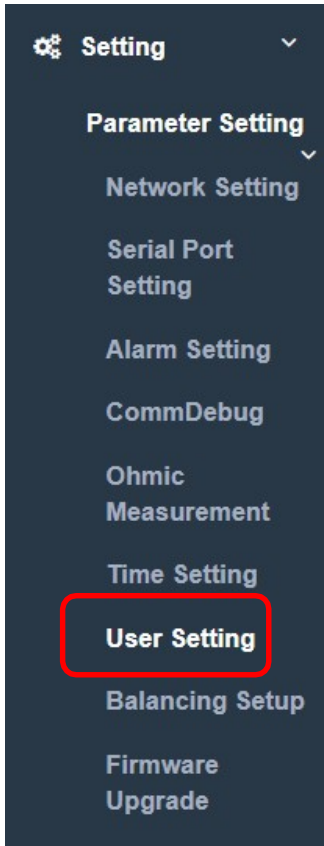 Setting
Parameter Setting
Network Setting
Serial Port
Setting
Alarm Setting
CommDebug
Ohmic
Measurement
Time Setting
User Setting
Balancing Setup
Firmware
Upgrade